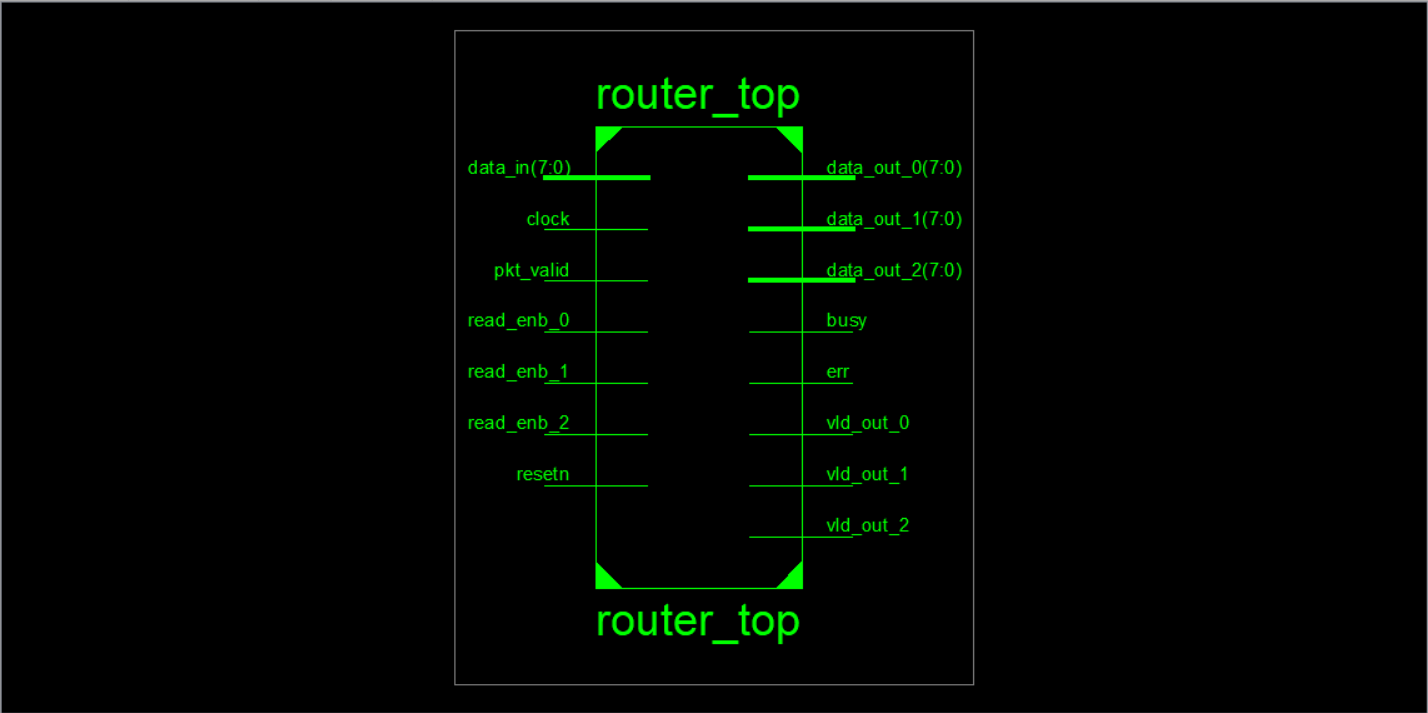 router_top
data_in(7:0)
data_out_0(7:0)
clock
data_out_1(7:0)
pkt_valid
data_out_2(7:0)
read_enb_0
busy
read_enb_1
err
read_enb_2
vld_out_0
resetn
vld_out_1
vld_out_2
router_top